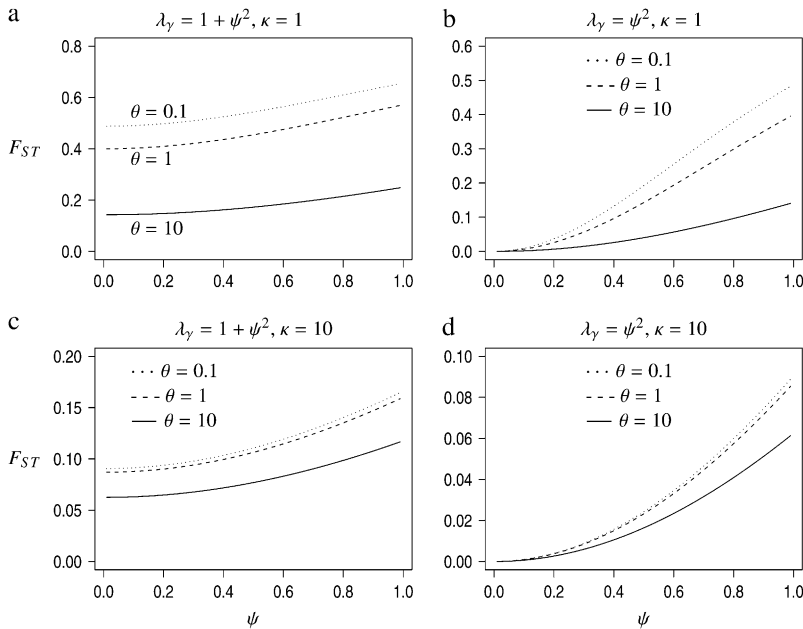 a
λγ = 1 + ψ², κ = 1
0.8
0.6
0.4
0.2
0.0
F_ST
θ = 0.1
θ = 1
θ = 10
0.0 0.2 0.4 0.6 0.8 1.0
b
λγ = ψ², κ = 1
0.6
0.5
0.4
0.3
0.2
0.1
0.0
θ = 0.1
θ = 1
θ = 10
0.0 0.2 0.4 0.6 0.8 1.0
c
λγ = 1 + ψ², κ = 10
0.20
0.15
0.10
0.05
0.00
F_ST
θ = 0.1
θ = 1
θ = 10
0.0 0.2 0.4 0.6 0.8 1.0
ψ
d
λγ = ψ², κ = 10
0.10
0.08
0.06
0.04
0.02
0.00
θ = 0.1
θ = 1
θ = 10
0.0 0.2 0.4 0.6 0.8 1.0
ψ